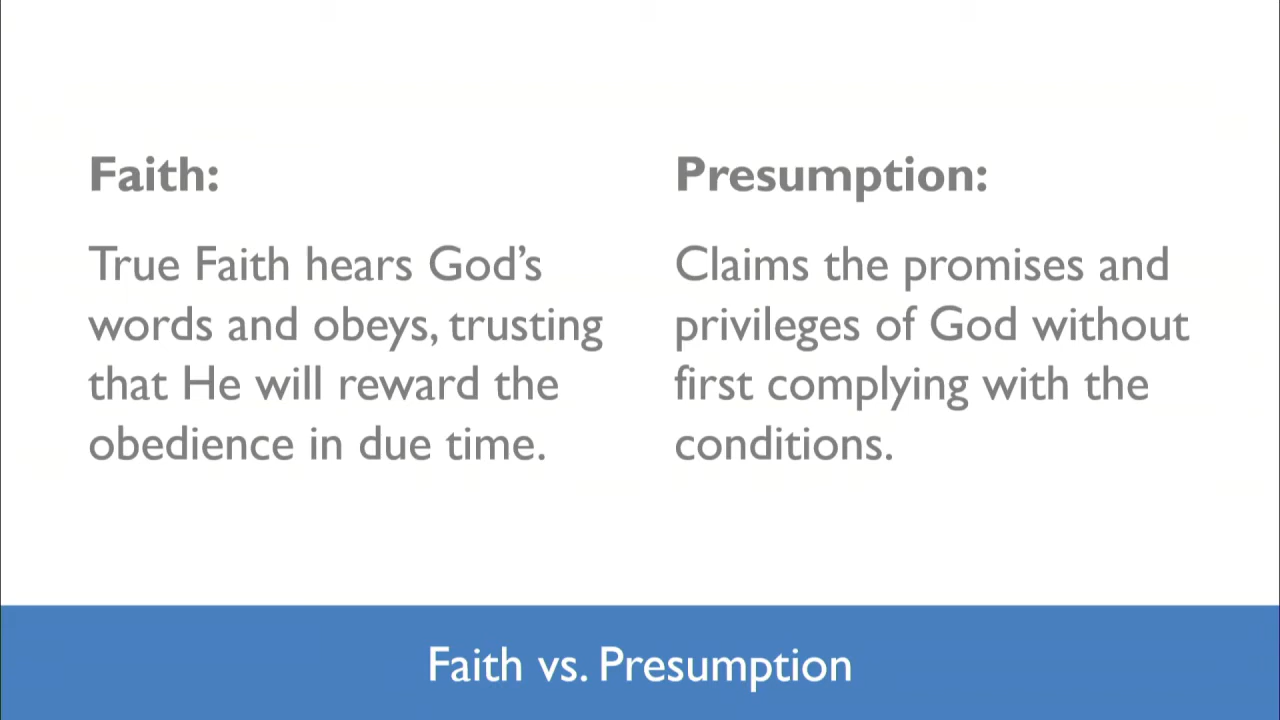 Faith:
True Faith hears God’s
words and obeys, trusting
that He will reward the
obedience in due time.
Presumption:
Claims the promises and
privileges of God without
first complying with the
conditions.
Faith vs. Presumption